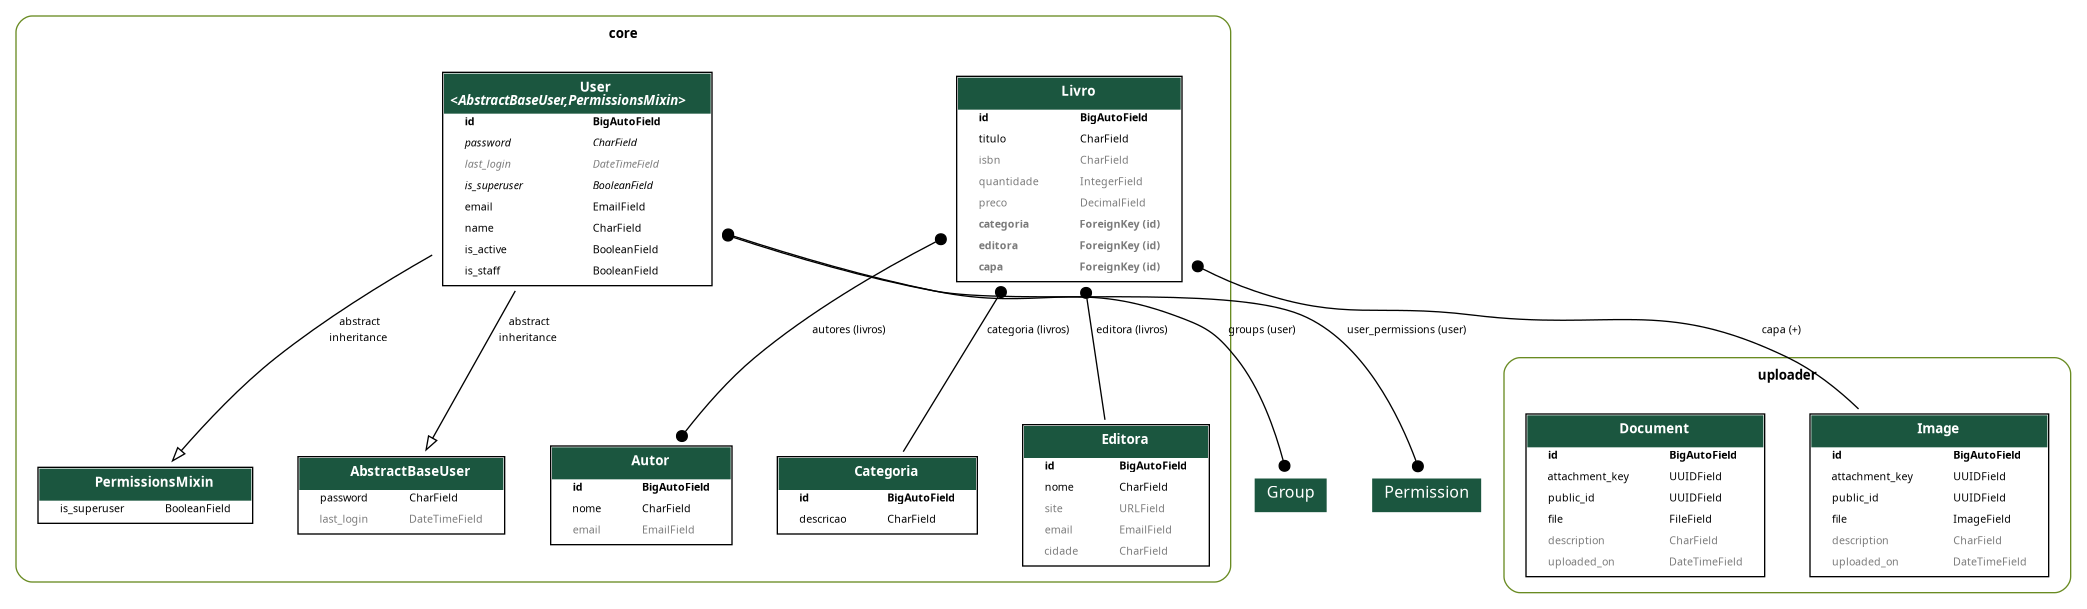 core
User
<AbstractBaseUser,PermissionsMixin>
id BigAutoField
password CharField
last_login DateTimeField
is_superuser BooleanField
email EmailField
name CharField
is_active BooleanField
is_staff BooleanField
Livro
id BigAutoField
titulo CharField
isbn CharField
quantidade IntegerField
preco DecimalField
categoria ForeignKey (id)
editora ForeignKey (id)
capa ForeignKey (id)
abstract
inheritance
abstract
inheritance
autores (livros)
categoria (livros)
editora (livros)
groups (user)
user_permissions (user)
capa (+)
PermissionsMixin
is_superuser BooleanField
AbstractBaseUser
password CharField
last_login DateTimeField
Autor
id BigAutoField
nome CharField
email EmailField
Categoria
id BigAutoField
descricao CharField
Editora
id BigAutoField
nome CharField
site URLField
email EmailField
cidade CharField
Group
Permission
uploader
Document
id BigAutoField
attachment_key UUIDField
public_id UUIDField
file FileField
description CharField
uploaded_on DateTimeField
Image
id BigAutoField
attachment_key UUIDField
public_id UUIDField
file ImageField
description CharField
uploaded_on DateTimeField